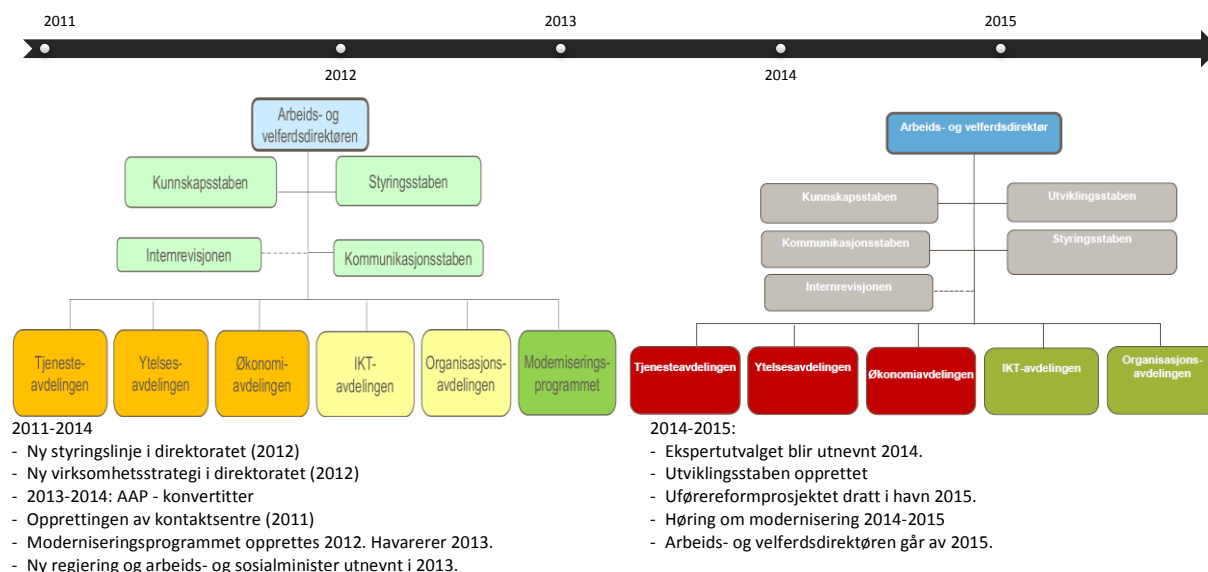 2011
2013
2015
2012
2014
Arbeids- og
velferdsdirektøren
Kunnskapsstaben
Styringsstaben
Internrevisjonen
Kommunikasjonsstaben
Tjeneste-
avdelingen
Ytelses-
avdelingen
Økonomi-
avdelingen
IKT-
avdelingen
Organisasjons-
avdelingen
Moderniserings-
programmet
2011-2014
- Ny styringslinje i direktoratet (2012)
- Ny virksomhetsstrategi i direktoratet (2012)
- 2013-2014: AAP - konvertitter
- Opprettingen av kontaktsentre (2011)
- Moderniseringsprogrammet opprettes 2012. Havarerer 2013.
- Ny regjering og arbeids- og sosialminister utnevnt i 2013.
Arbeids- og velferdsdirektør
Kunnskapsstaben
Utviklingsstaben
Kommunikasjonsstaben
Styringsstaben
Internrevisjonen
Tjenesteavdelingen
Ytelsesavdelingen
Økonomiavdelingen
IKT-avdelingen
Organisasjons-
avdelingen
2014-2015:
- Ekspertutvalget blir utnevnt 2014.
- Utviklingsstaben opprettet
- Uførereformprosjektet dratt i havn 2015.
- Høring om modernisering 2014-2015
- Arbeids- og velferdsdirektøren går av 2015.